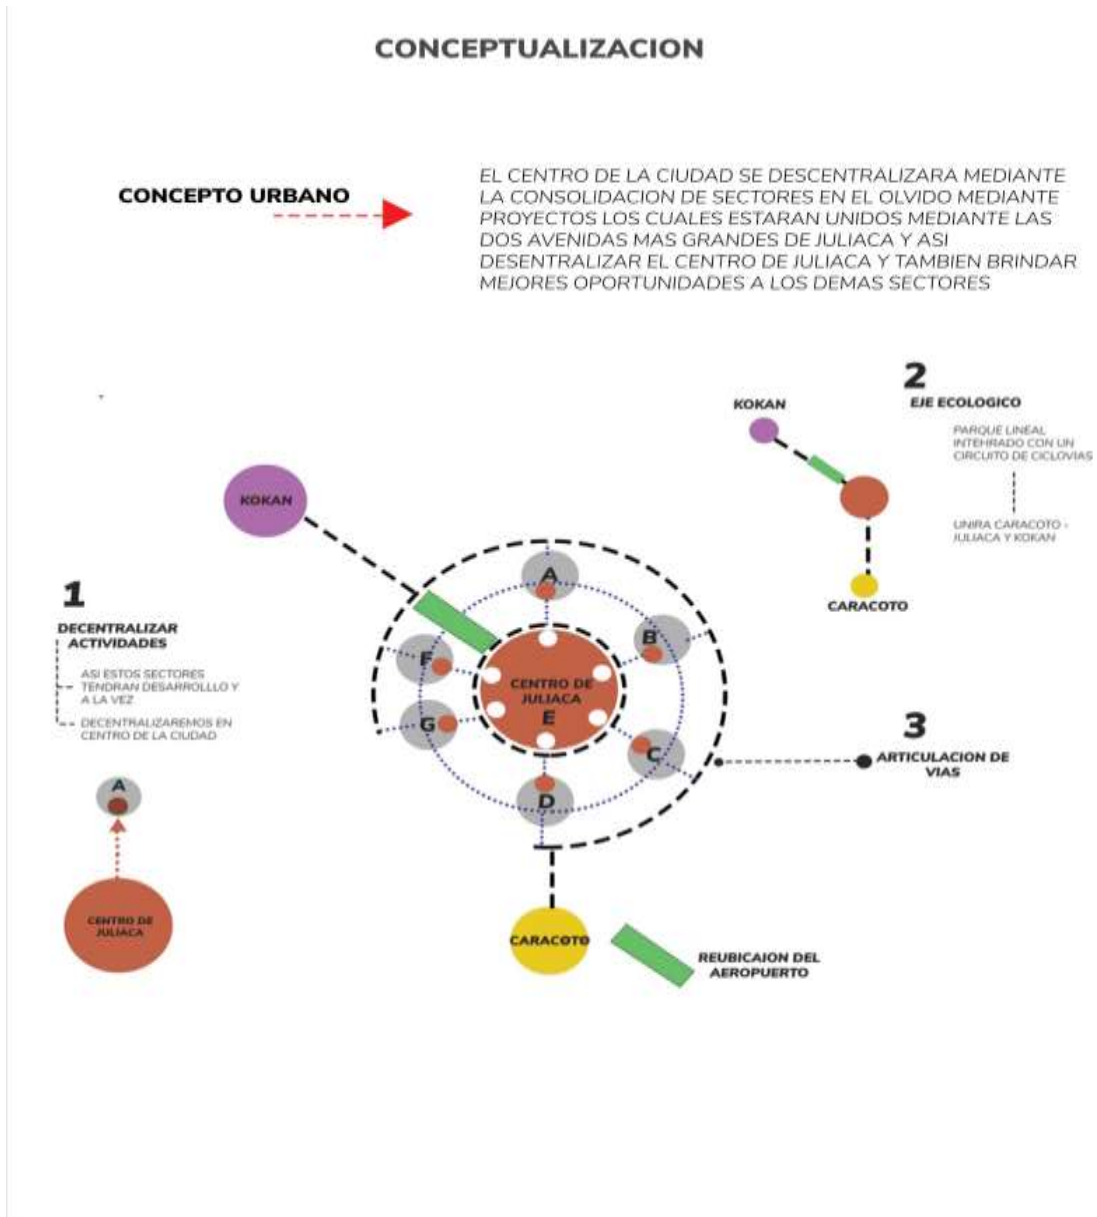 CONCEPTUALIZACION
CONCEPTO URBANO
EL CENTRO DE LA CIUDAD SE DESCENTRALIZARA MEDIANTE
LA CONSOLIDACION DE SECTORES EN EL OLVIDO MEDIANTE
PROYECTOS LOS CUALES ESTARAN UNIDOS MEDIANTE LAS
DOS AVENIDAS MAS GRANDES DE JULIACA Y ASI
DESENTRALIZAR EL CENTRO DE JULIACA Y TAMBIEN BRINDAR
MEJORES OPORTUNIDADES A LOS DEMAS SECTORES
2
EJE ECOLOGICO
PARQUE LINEAL
INTEHRADO CON UN
CIRCUITO DE CICLOVIAS
UNIRA CARACOTO -
JULIACA Y KOKAN
KOKAN
CARACOTO
KOKAN
A
B
F
CENTRO DE
JULIACA
E
G
C
D
CARACOTO
1
DECENTRALIZAR
ACTIVIDADES
ASI ESTOS SECTORES
TENDRAN DESARROLLLO Y
A LA VEZ
DECENTRALIZAREMOS EN
CENTRO DE LA CIUDAD
A
CENTRO DE
JULIACA
3
ARTICULACION DE
VIAS
REUBICAION DEL
AEROPUERTO